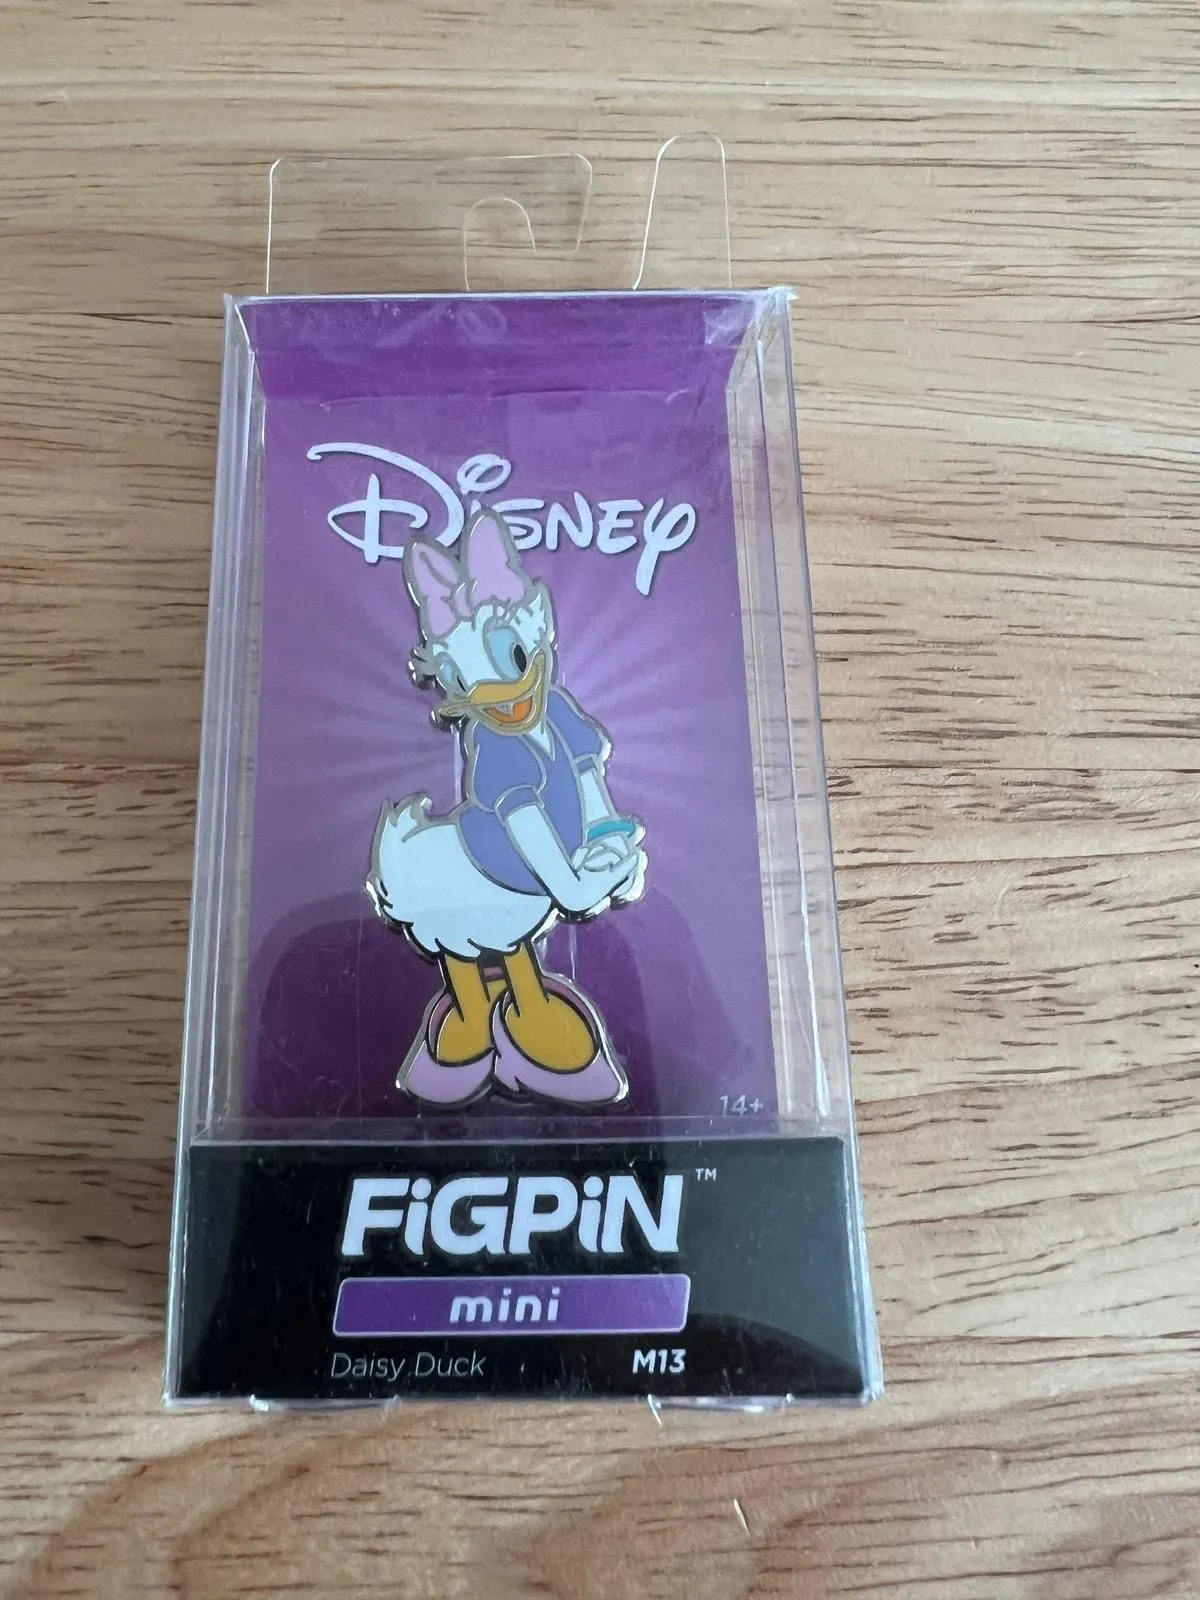 Disney
14+
FiGPiN™
mini
Daisy Duck M13